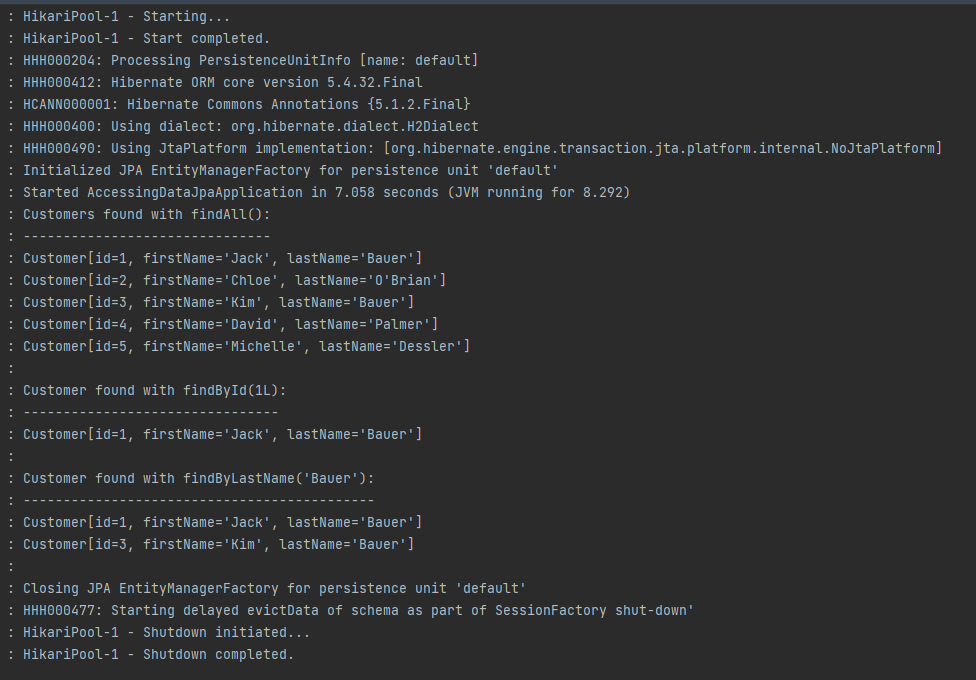 : HikariPool-1 - Starting...
: HikariPool-1 - Start completed.
: HHH000204: Processing PersistenceUnitInfo [name: default]
: HHH000412: Hibernate ORM core version 5.4.32.Final
: HCANN000001: Hibernate Commons Annotations {5.1.2.Final}
: HHH000400: Using dialect: org.hibernate.dialect.H2Dialect
: HHH000490: Using JtaPlatform implementation: [org.hibernate.engine.transaction.jta.platform.internal.NoJtaPlatform]
: Initialized JPA EntityManagerFactory for persistence unit 'default'
: Started AccessingDataJpaApplication in 7.058 seconds (JVM running for 8.292)
: Customers found with findAll():
: -------------------------------
: Customer[id=1, firstName='Jack', lastName='Bauer']
: Customer[id=2, firstName='Chloe', lastName='O'Brian']
: Customer[id=3, firstName='Kim', lastName='Bauer']
: Customer[id=4, firstName='David', lastName='Palmer']
: Customer[id=5, firstName='Michelle', lastName='Dessler']
:
: Customer found with findById(1L):
: --------------------------------
: Customer[id=1, firstName='Jack', lastName='Bauer']
:
: Customer found with findByLastName('Bauer'):
: --------------------------------------------
: Customer[id=1, firstName='Jack', lastName='Bauer']
: Customer[id=3, firstName='Kim', lastName='Bauer']
:
: Closing JPA EntityManagerFactory for persistence unit 'default'
: HHH000477: Starting delayed evictData of schema as part of SessionFactory shut-down'
: HikariPool-1 - Shutdown initiated...
: HikariPool-1 - Shutdown completed.